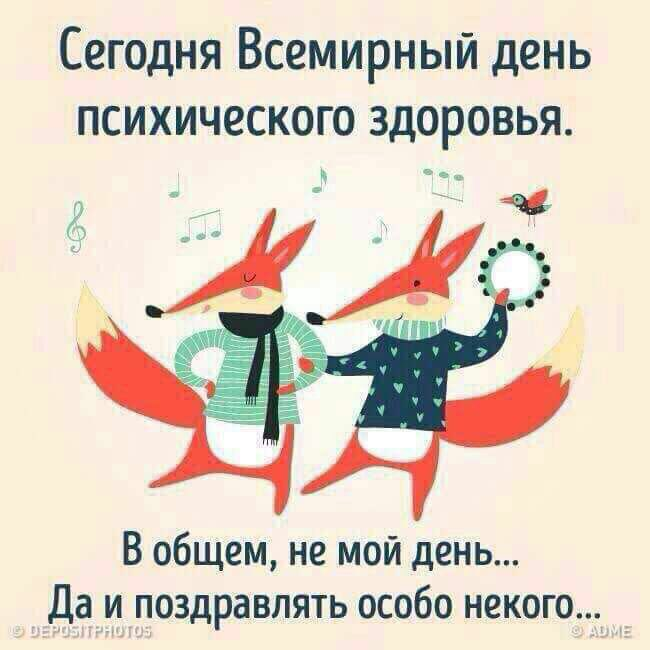 Сегодня Всемирный день
психического здоровья.
В общем, не мой день...
Да и поздравлять особо некого...
© DEPOSITPHOTOS
© ADME